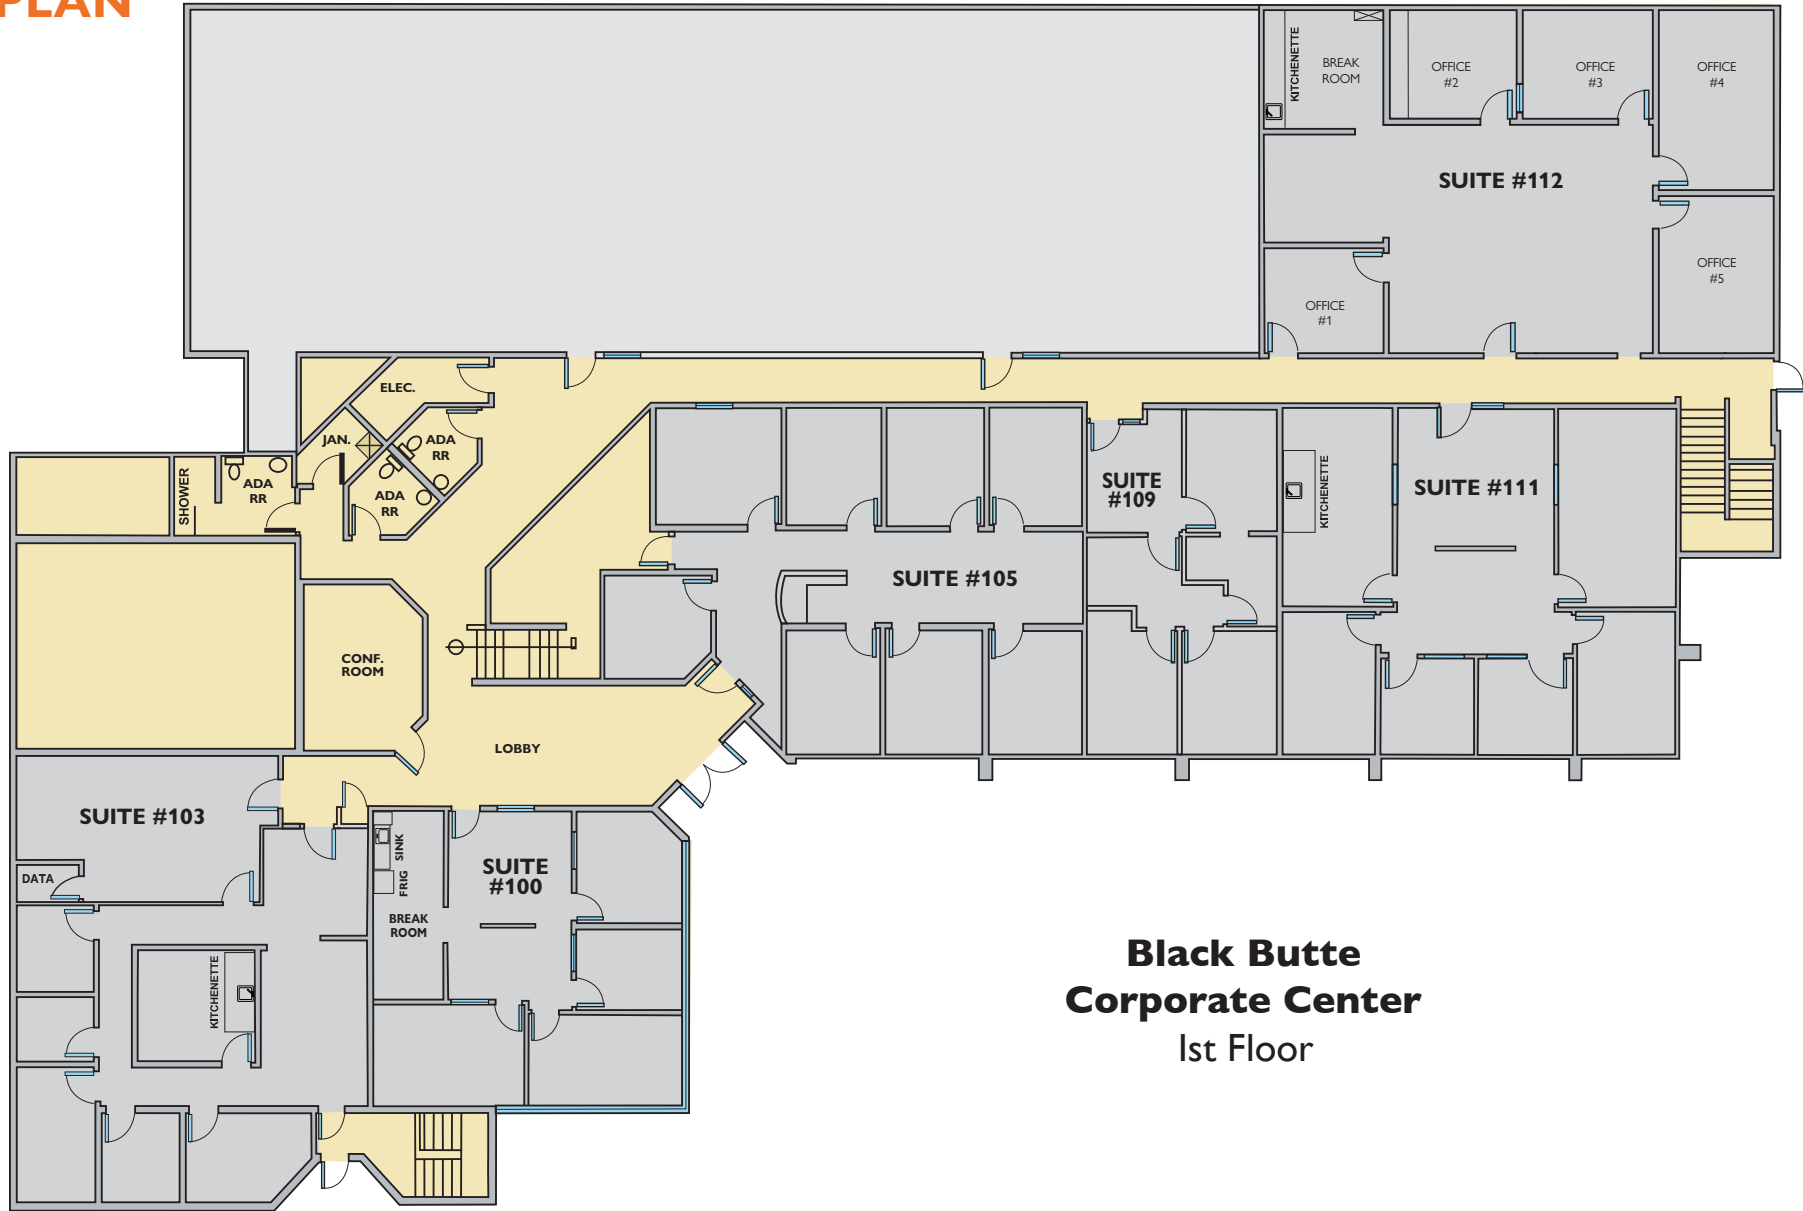 PLAN
KITCHENETTE
BREAK
ROOM
OFFICE
#2
OFFICE
#3
OFFICE
#4
SUITE #112
OFFICE
#5
OFFICE
#1
ELEC.
JAN.
ADA
RR
ADA
RR
ADA
RR
SHOWER
SUITE
#109
KITCHENETTE
SUITE #111
SUITE #105
CONF.
ROOM
LOBBY
SUITE #103
DATA
SINK
FRIG
SUITE
#100
BREAK
ROOM
KITCHENETTE
Black Butte
Corporate Center
1st Floor